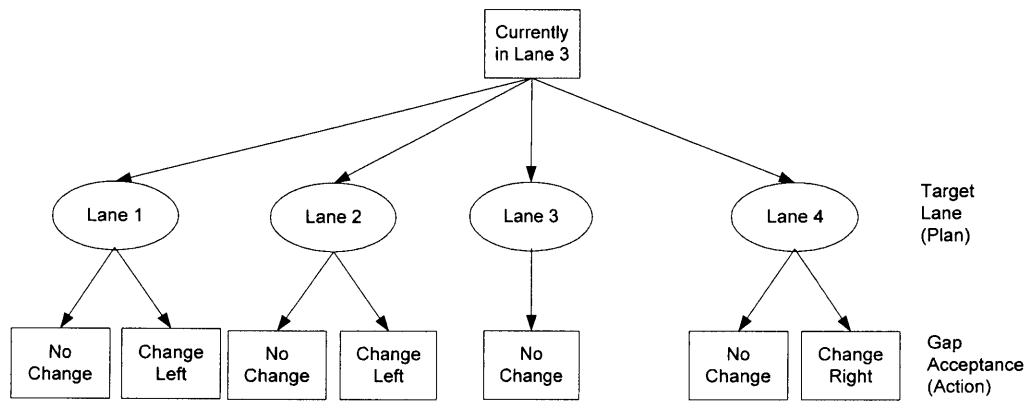 Currently
in Lane 3
Lane 1
Lane 2
Lane 3
Lane 4
Target
Lane
(Plan)
No
Change
Change
Left
No
Change
Change
Left
No
Change
No
Change
Change
Right
Gap
Acceptance
(Action)